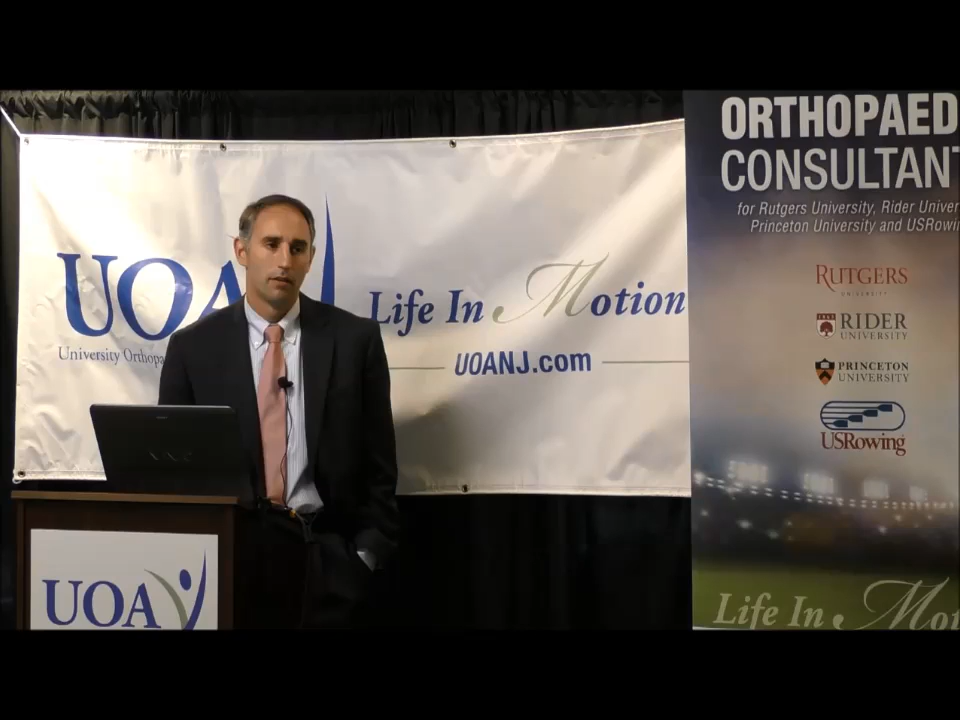 UOA
University Orthopa
Life In Motion
UOANJ.com
UOA
ORTHOPAED
CONSULTANT
for Rutgers University, Rider Univer
Princeton University and USRowi
RUTGERS
UNIVERSITY
RIDER
UNIVERSITY
PRINCETON
UNIVERSITY
USRowing
Life In Mot